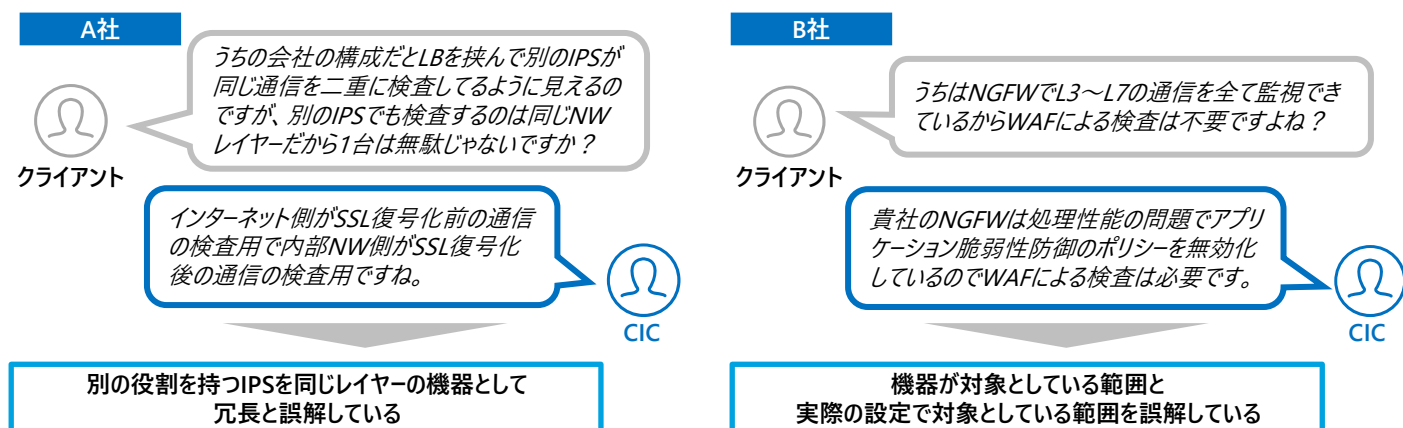 A社
うちの会社の構成だとLBを挟んで別のIPSが
同じ通信を二重に検査してるように見えるの
ですが、別のIPSでも検査するのは同じNW
レイヤーだから1台は無駄じゃないですか？
クライアント
インターネット側がSSL復号化前の通信
の検査用で内部NW側がSSL復号化
後の通信の検査用ですね。
CIC
別の役割を持つIPSを同じレイヤーの機器として
冗長と誤解している
B社
うちはNGFWでL3～L7の通信を全て監視でき
ているからWAFによる検査は不要ですよね？
クライアント
貴社のNGFWは処理性能の問題でアプリ
ケーション脆弱性防御のポリシーを無効化
しているのでWAFによる検査は必要です。
CIC
機器が対象としている範囲と
実際の設定で対象としている範囲を誤解している